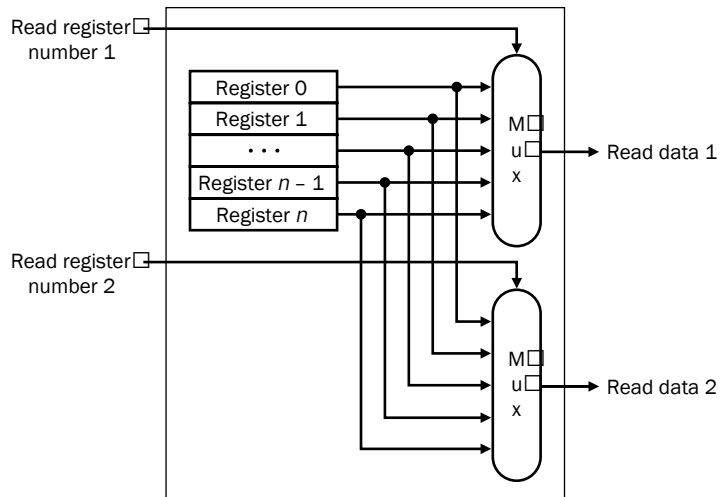 Read register
number 1
Register 0
Register 1
· · ·
Register n – 1
Register n
M
u
x
Read data 1
Read register
number 2
M
u
x
Read data 2